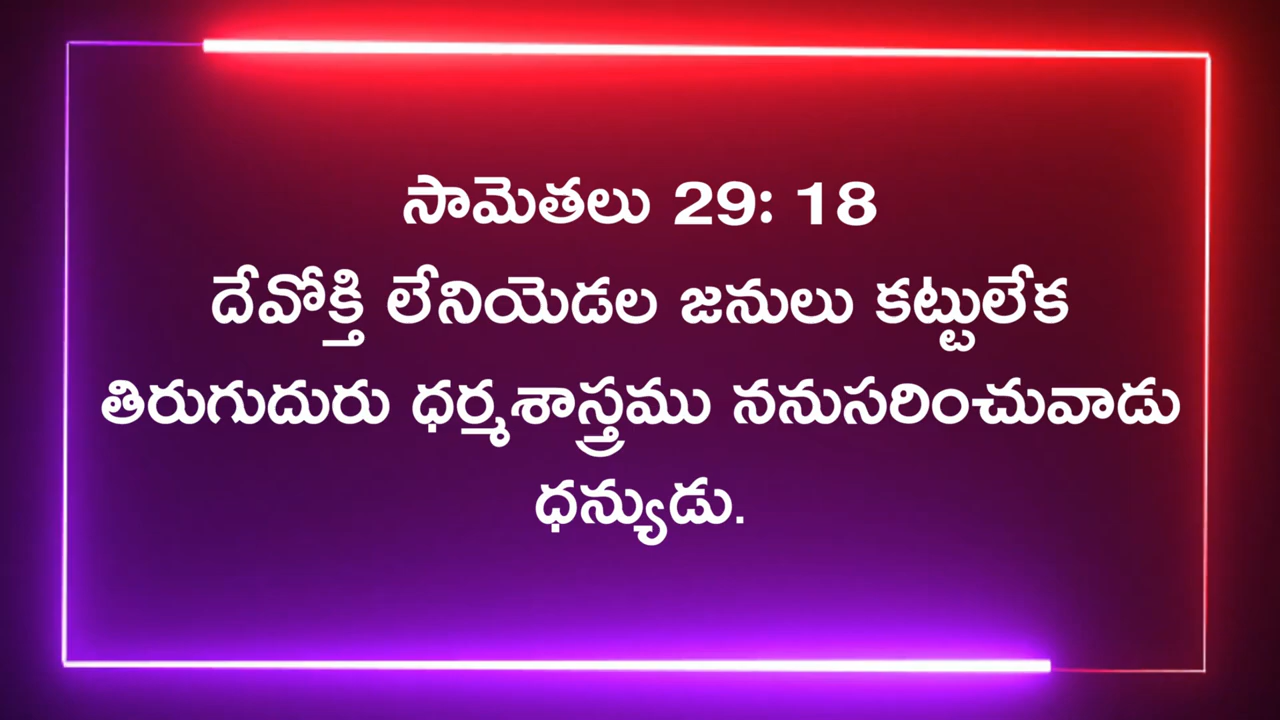 సామెతలు 29: 18
దేవోక్తి లేనియెడల జనులు కట్టులేక
తిరుగుదురు ధర్మశాస్త్రము ననుసరించువాడు
ధన్యుడు.